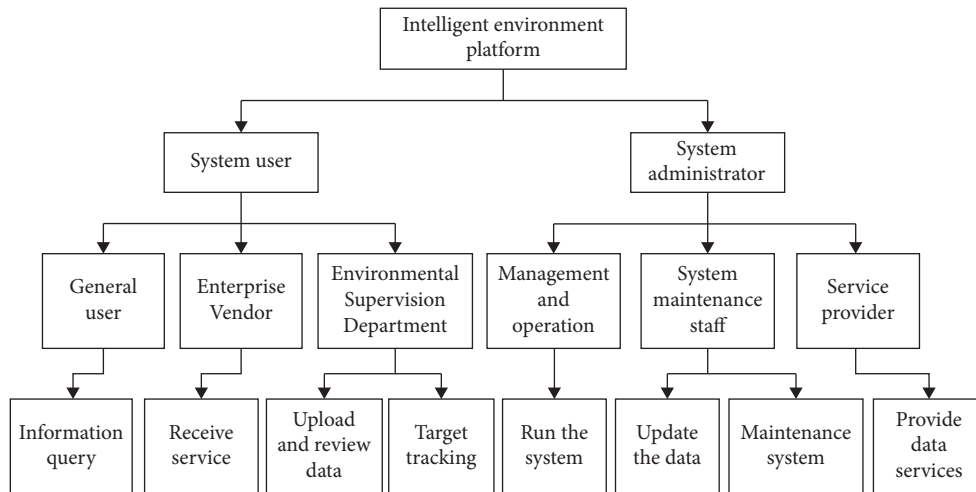 Intelligent environment
platform
System user
System
administrator
General
user
Enterprise
Vendor
Environmental
Supervision
Department
Management
and
operation
System
maintenance
staff
Service
provider
Information
query
Receive
service
Upload
and review
data
Target
tracking
Run the
system
Update
the data
Maintenance
system
Provide
data
services